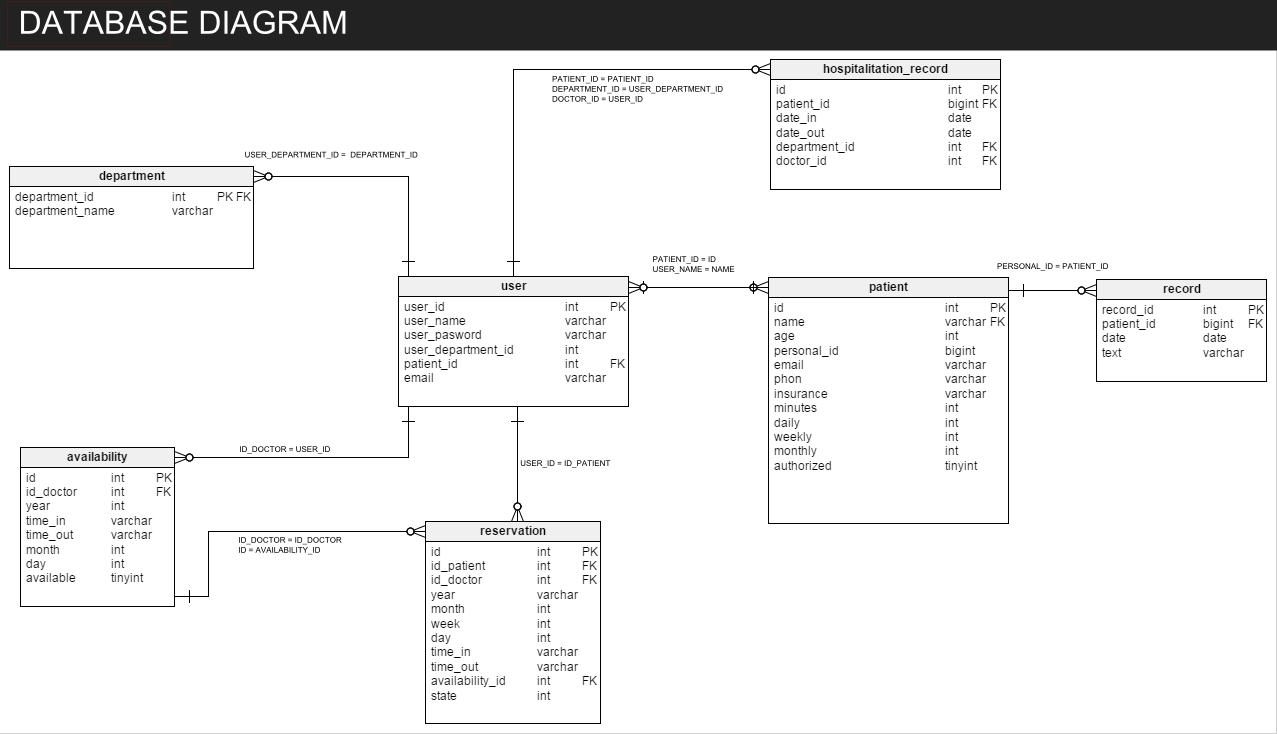 DATABASE DIAGRAM
PATIENT_ID = PATIENT_ID
DEPARTMENT_ID = USER_DEPARTMENT_ID
DOCTOR_ID = USER_ID
hospitalitation_record
id int PK
patient_id bigint FK
date_in date
date_out date
department_id int FK
doctor_id int FK
USER_DEPARTMENT_ID = DEPARTMENT_ID
department
department_id int PK FK
department_name varchar
user
user_id int PK
user_name varchar
user_pasword varchar
user_department_id int
patient_id int FK
email varchar
PATIENT_ID = ID
USER_NAME = NAME
patient
id int PK
name varchar FK
age int
personal_id bigint
email varchar
phon varchar
insurance varchar
minutes int
daily int
weekly int
monthly int
authorized tinyint
PERSONAL_ID = PATIENT_ID
record
record_id int PK
patient_id bigint FK
date date
text varchar
ID_DOCTOR = USER_ID
availability
id int PK
id_doctor int FK
year int
time_in varchar
time_out varchar
month int
day int
available tinyint
USER_ID = ID_PATIENT
ID_DOCTOR = ID_DOCTOR
ID = AVAILABILITY_ID
reservation
id int PK
id_patient int FK
id_doctor int FK
year varchar
month int
week int
day int
time_in varchar
time_out varchar
availability_id int FK
state int